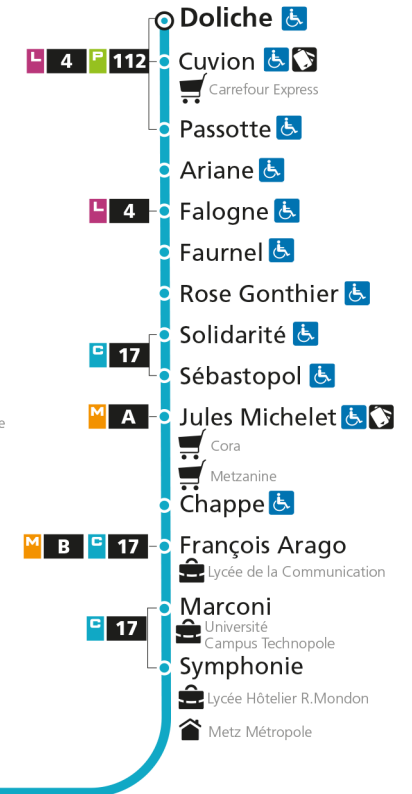 Doliche
L 4 P 112 Cuvion
Carrefour Express
Passotte
Ariane
L 4 Falogne
Faurnel
Rose Gonthier
Solidarité
C 17
Sébastopol
M A Jules Michelet
e
Cora
Metzanine
Chappe
M B C 17 François Arago
Lycée de la Communication
Marconi
C 17 Université
Campus Technopole
Symphonie
Lycée Hôtelier R.Mondon
Metz Métropole